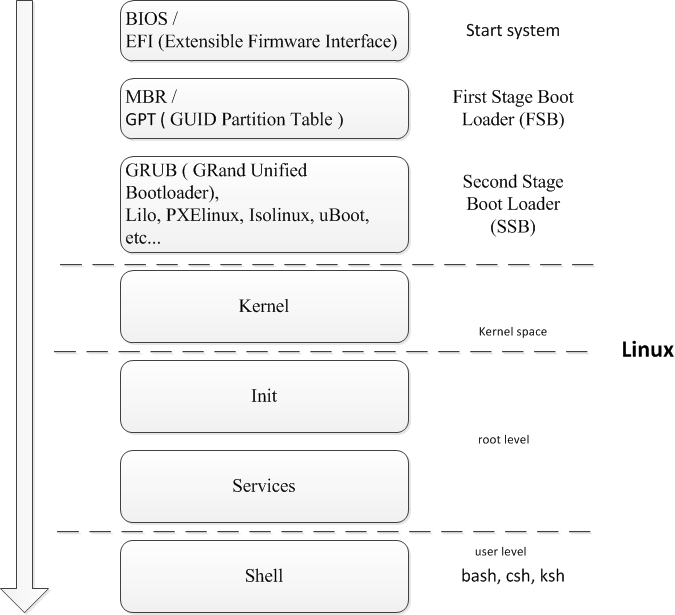 BIOS /
EFI (Extensible Firmware Interface)
Start system
MBR /
GPT ( GUID Partition Table )
First Stage Boot
Loader (FSB)
GRUB ( GRand Unified
Bootloader),
Lilo, PXElinux, Isolinux, uBoot,
etc...
Second Stage
Boot Loader
(SSB)
Kernel
Kernel space
Linux
Init
root level
Services
Shell
user level
bash, csh, ksh